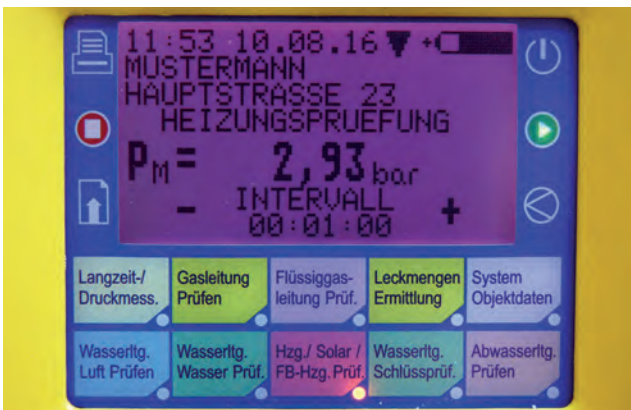 11:53 10.08.16
MUSTERMANN
HAUPTSTRASSE 23
HEIZUNGSPRUEFUNG
PM= 2,93 bar
- INTERVALL +
00:01:00
Langzeit-/
Druckmess.
Gasleitung
Prüfen
Flüssiggas-
leitung Prüf.
Leckmengen
Ermittlung
System
Objektdaten
Wasserltg.
Luft Prüfen
Wasserltg.
Wasser Prüf.
Hzg./ Solar /
FB-Hzg. Prüf.
Wasserltg.
Schlüssprüf.
Abwasserltg.
Prüfen